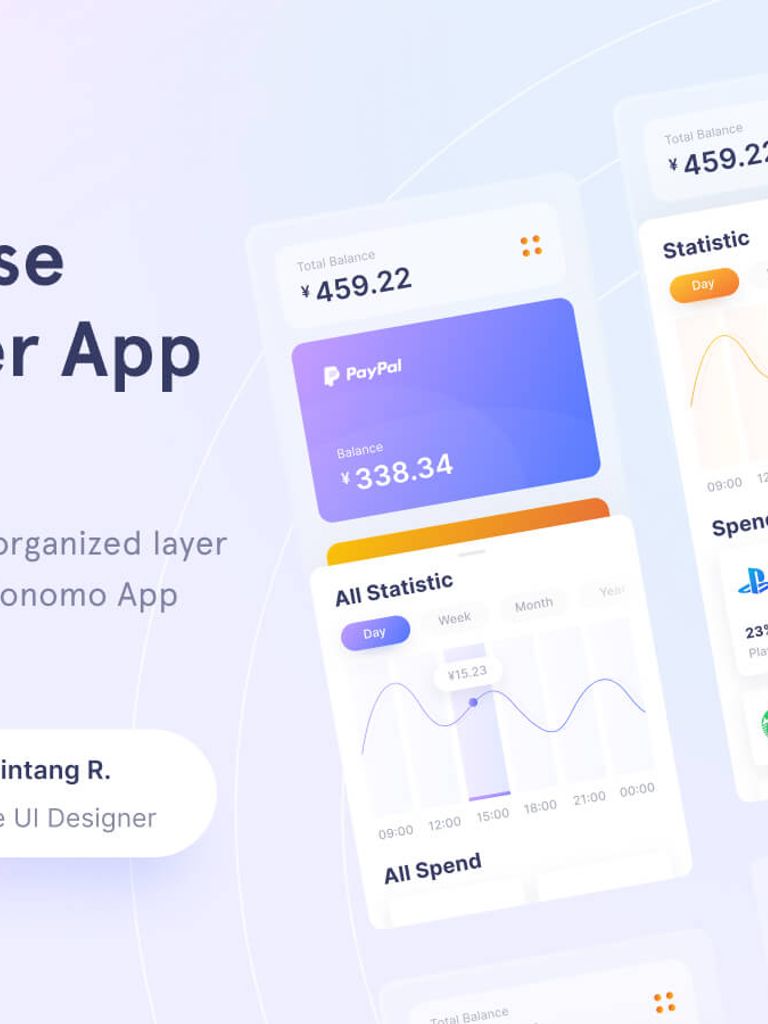 se
er App
organized layer
onomo App
intang R.
e UI Designer
Total Balance
¥ 459.22
PayPal
Balance
¥ 338.34
All Statistic
Day Week Month Year
¥15.23
09:00 12:00 15:00 18:00 21:00 00:00
All Spend
Total Balance
¥ 459.22
Statistic
Day
09:00 12
Spen
23%
Pla
Total Balance